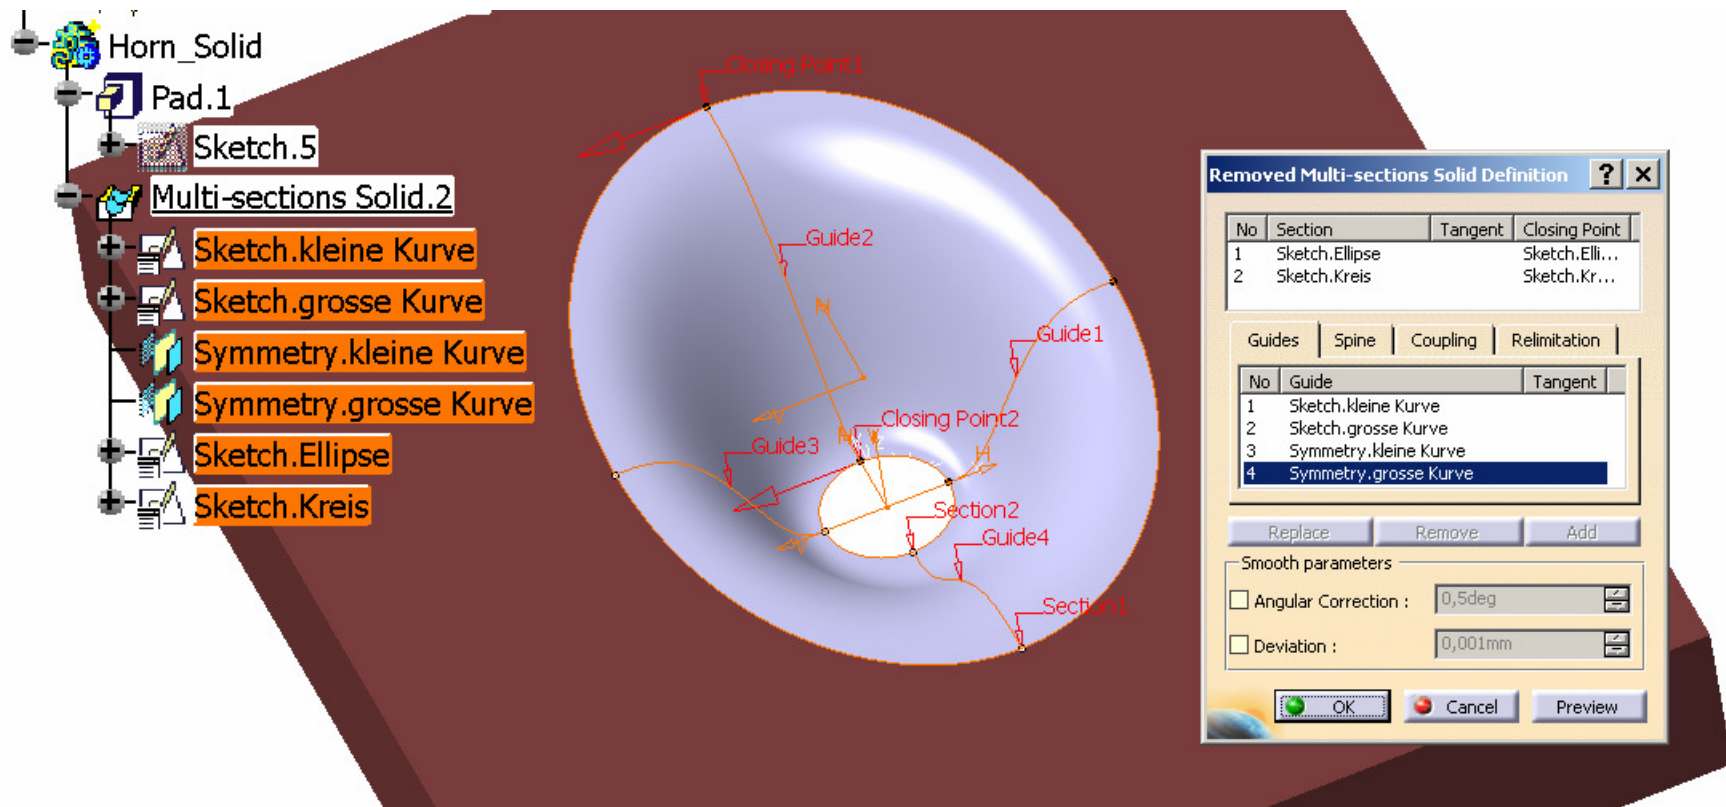 Horn_Solid
Pad.1
Sketch.5
Multi-sections Solid.2
Sketch.kleine Kurve
Sketch.grosse Kurve
Symmetry.kleine Kurve
Symmetry.grosse Kurve
Sketch.Ellipse
Sketch.Kreis
Closing Point1
Guide2
Guide1
Closing Point2
Guide3
H
Section2
Guide4
Section1
Removed Multi-sections Solid Definition
No Section Tangent Closing Point
1 Sketch.Ellipse Sketch.Elli...
2 Sketch.Kreis Sketch.Kr...
Guides Spine Coupling Relimitation
No Guide Tangent
1 Sketch.kleine Kurve
2 Sketch.grosse Kurve
3 Symmetry.kleine Kurve
4 Symmetry.grosse Kurve
Replace Remove Add
Smooth parameters
Angular Correction : 0,5deg
Deviation : 0,001mm
OK Cancel Preview